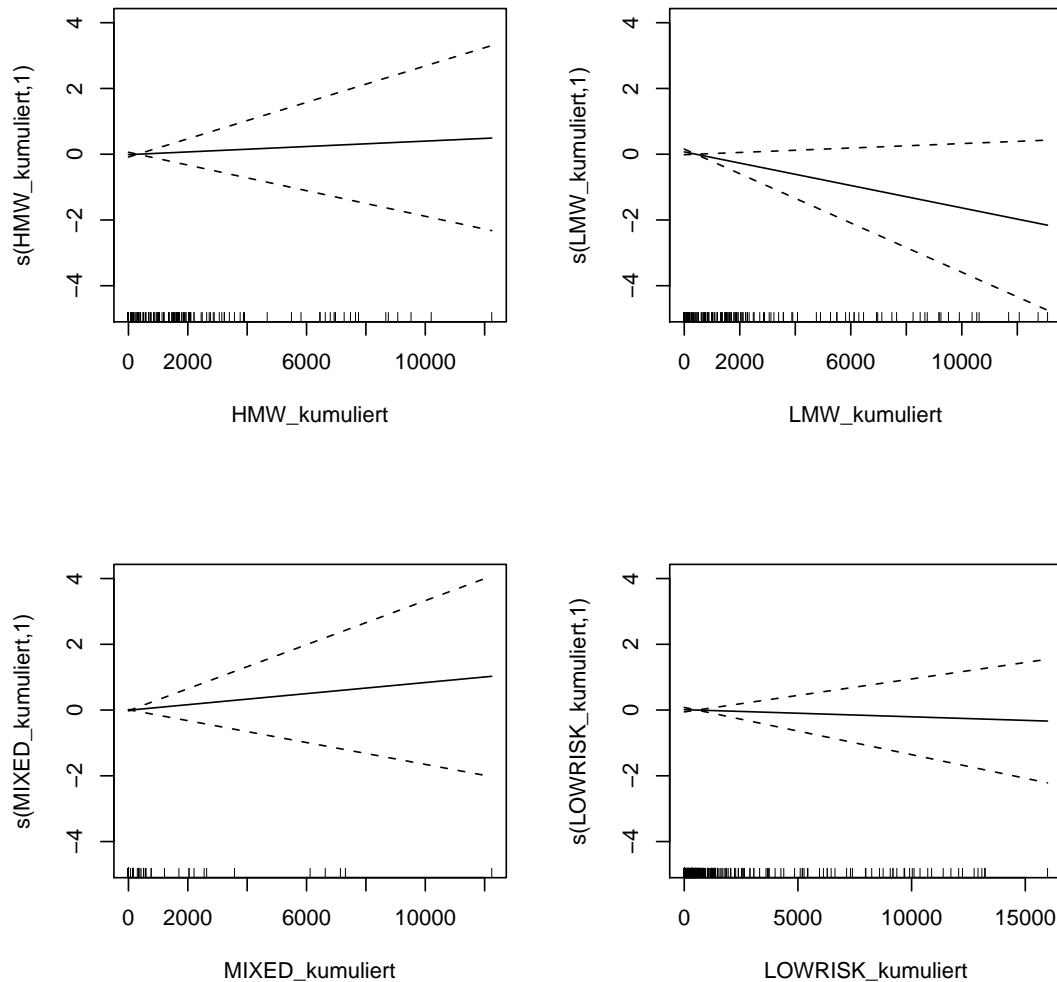 4
2
0
−2
−4
s(HMW_kumuliert,1)
0 2000 6000 10000
HMW_kumuliert
4
2
0
−2
−4
s(LMW_kumuliert,1)
0 2000 6000 10000
LMW_kumuliert
4
2
0
−2
−4
s(MIXED_kumuliert,1)
0 2000 6000 10000
MIXED_kumuliert
4
2
0
−2
−4
s(LOWRISK_kumuliert,1)
0 5000 10000 15000
LOWRISK_kumuliert